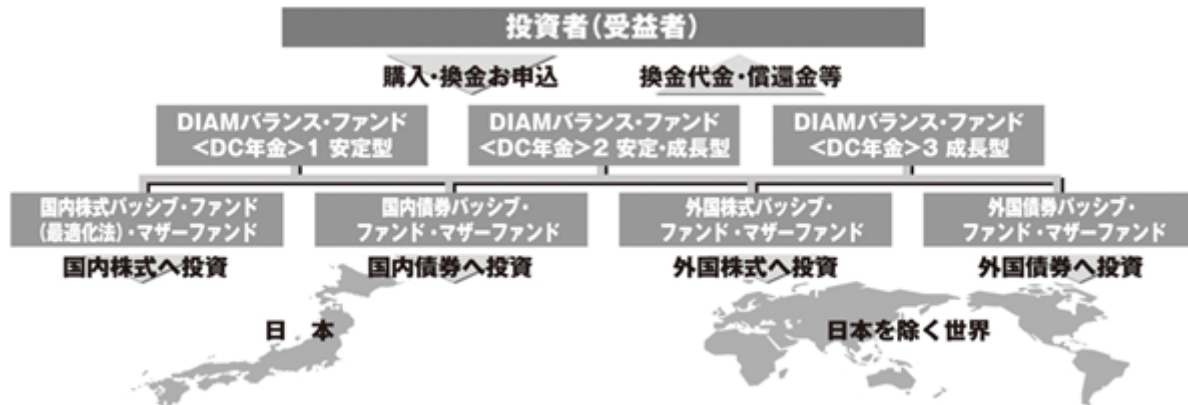 投資者(受益者)
購入・換金お申込
換金代金・償還金等
DIAMバランス・ファンド
<DC年金>1 安定型
DIAMバランス・ファンド
<DC年金>2 安定・成長型
DIAMバランス・ファンド
<DC年金>3 成長型
国内株式パッシブ・ファンド
(最適化法)・マザーファンド
国内債券パッシブ・
ファンド・マザーファンド
外国株式パッシブ・
ファンド・マザーファンド
外国債券パッシブ・
ファンド・マザーファンド
国内株式へ投資
国内債券へ投資
外国株式へ投資
外国債券へ投資
日 本
日本を除く世界